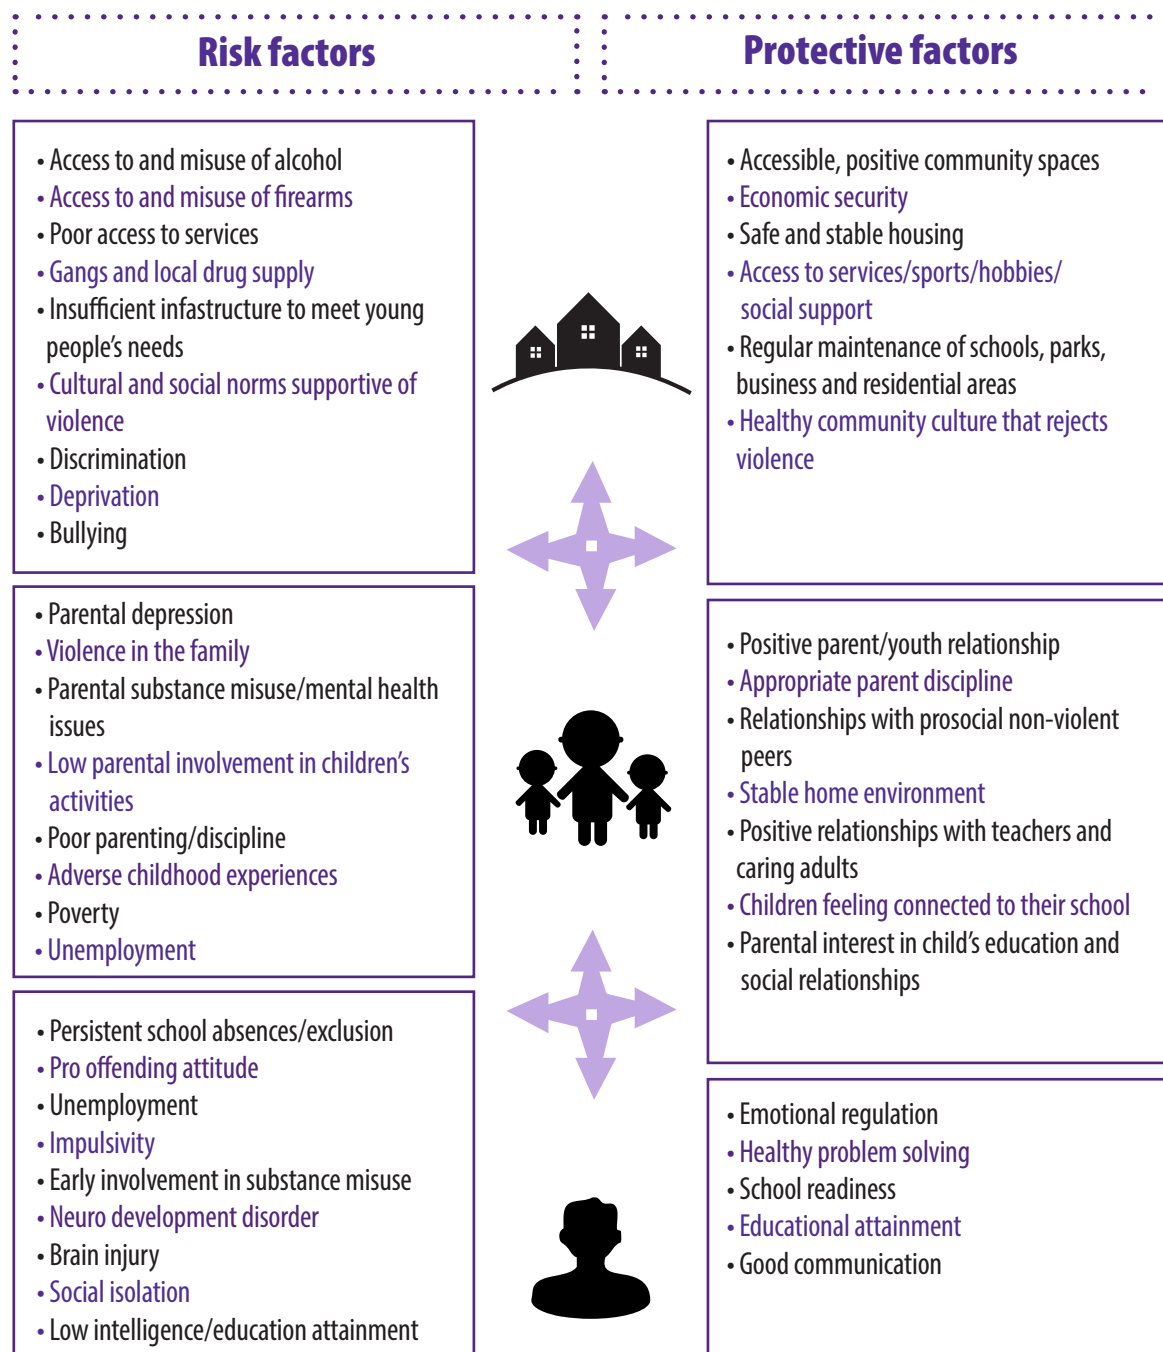 Risk factors
Protective factors
• Access to and misuse of alcohol
• Access to and misuse of firearms
• Poor access to services
• Gangs and local drug supply
• Insufficient infastructure to meet young
people’s needs
• Cultural and social norms supportive of
violence
• Discrimination
• Deprivation
• Bullying
• Accessible, positive community spaces
• Economic security
• Safe and stable housing
• Access to services/sports/hobbies/
social support
• Regular maintenance of schools, parks,
business and residential areas
• Healthy community culture that rejects
violence
• Parental depression
• Violence in the family
• Parental substance misuse/mental health
issues
• Low parental involvement in children’s
activities
• Poor parenting/discipline
• Adverse childhood experiences
• Poverty
• Unemployment
• Positive parent/youth relationship
• Appropriate parent discipline
• Relationships with prosocial non-violent
peers
• Stable home environment
• Positive relationships with teachers and
caring adults
• Children feeling connected to their school
• Parental interest in child’s education and
social relationships
• Persistent school absences/exclusion
• Pro offending attitude
• Unemployment
• Impulsivity
• Early involvement in substance misuse
• Neuro development disorder
• Brain injury
• Social isolation
• Low intelligence/education attainment
• Emotional regulation
• Healthy problem solving
• School readiness
• Educational attainment
• Good communication